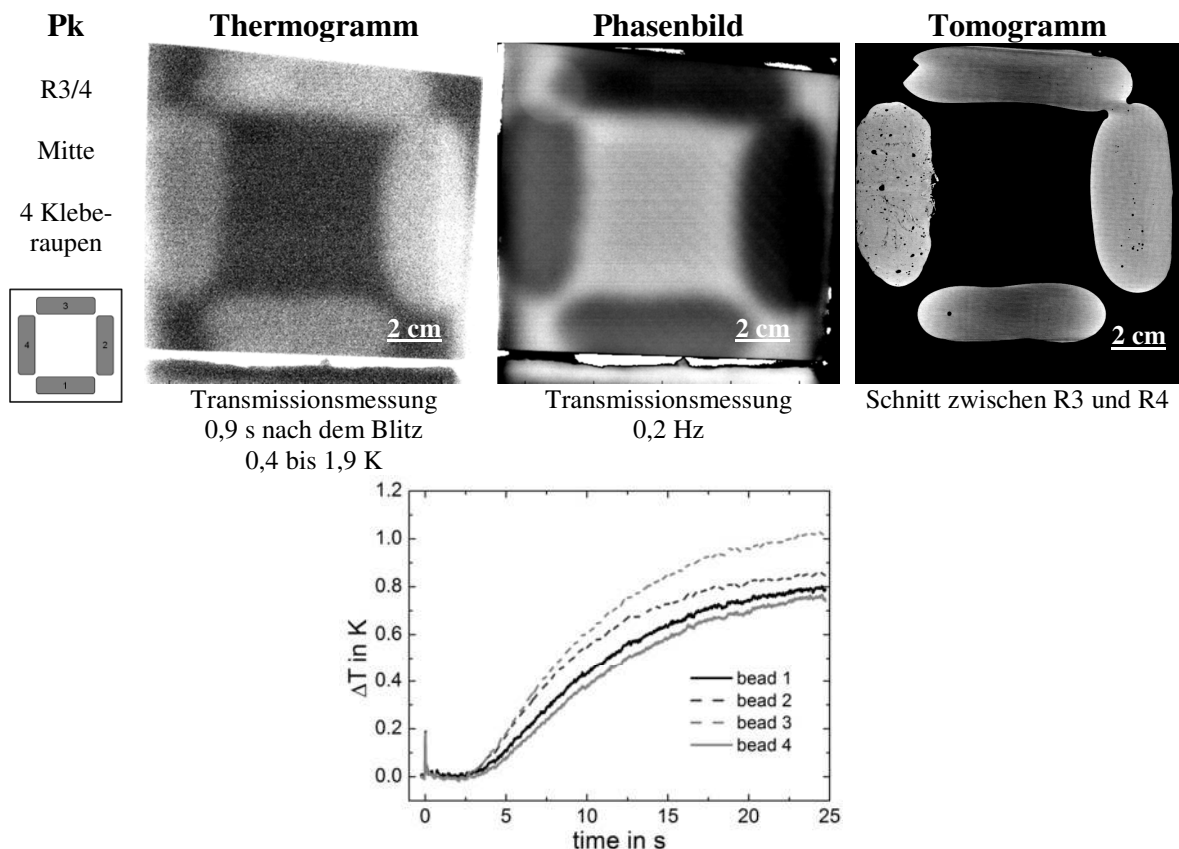 Pk
Thermogramm
Phasenbild
Tomogramm
R3/4
Mitte
4 Klebe-
raupen
3
4
2
1
2 cm
2 cm
2 cm
Transmissionsmessung
0,9 s nach dem Blitz
0,4 bis 1,9 K
Transmissionsmessung
0,2 Hz
Schnitt zwischen R3 und R4
1.2
1.0
0.8
0.6
0.4
0.2
0.0
ΔT in K
bead 1
bead 2
bead 3
bead 4
0
5
10
15
20
25
time in s